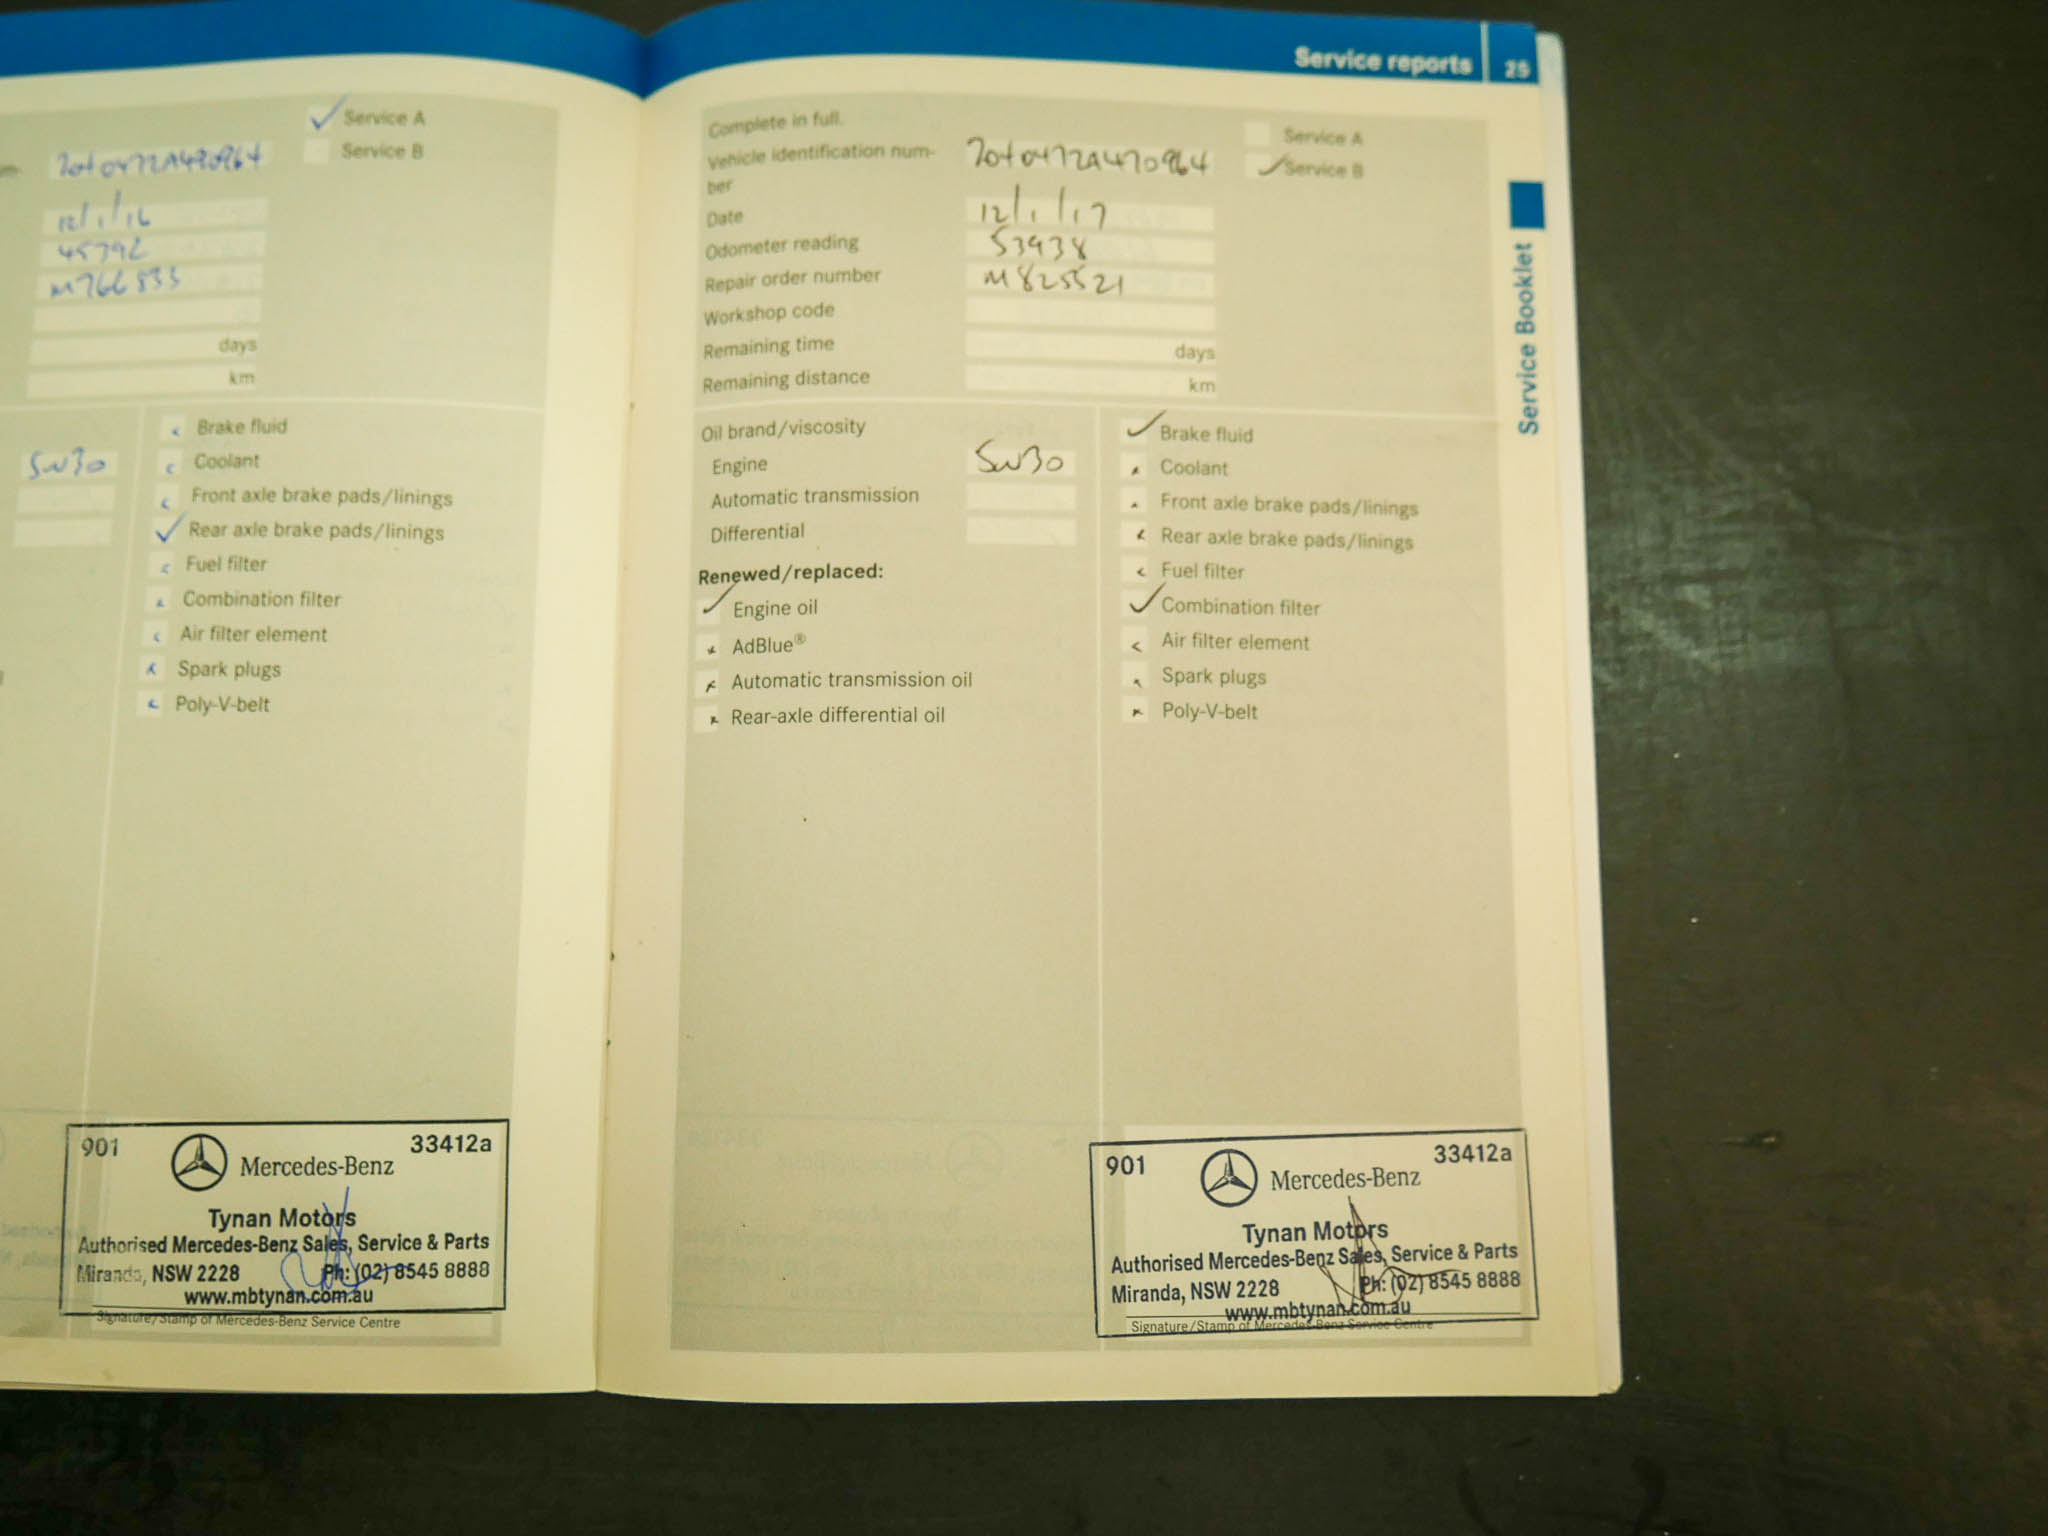 Service reports 25
Service A
Service B
12/1/16
45392
M766533
days
km
5W30
Brake fluid
Coolant
Front axle brake pads/linings
Rear axle brake pads/linings
Fuel filter
Combination filter
Air filter element
Spark plugs
Poly-V-belt
901 33412a
Mercedes-Benz
Tynan Motors
Authorised Mercedes-Benz Sales, Service & Parts
Miranda, NSW 2228 Ph: (02) 8545 8888
www.mbtynan.com.au
Signature/Stamp of Mercedes-Benz Service Centre
Complete in full.
Service A
Vehicle identification num-
ber
Service B
Date 12/1/17
Odometer reading 53938
Repair order number M825521
Workshop code
Remaining time days
Remaining distance km
Oil brand/viscosity
Engine 5W30
Automatic transmission
Differential
Renewed/replaced:
Engine oil
AdBlue®
Automatic transmission oil
Rear-axle differential oil
Brake fluid
Coolant
Front axle brake pads/linings
Rear axle brake pads/linings
Fuel filter
Combination filter
Air filter element
Spark plugs
Poly-V-belt
Service Booklet
901 33412a
Mercedes-Benz
Tynan Motors
Authorised Mercedes-Benz Sales, Service & Parts
Miranda, NSW 2228 Ph: (02) 8545 8888
www.mbtynan.com.au
Signature/Stamp of Mercedes-Benz Service Centre